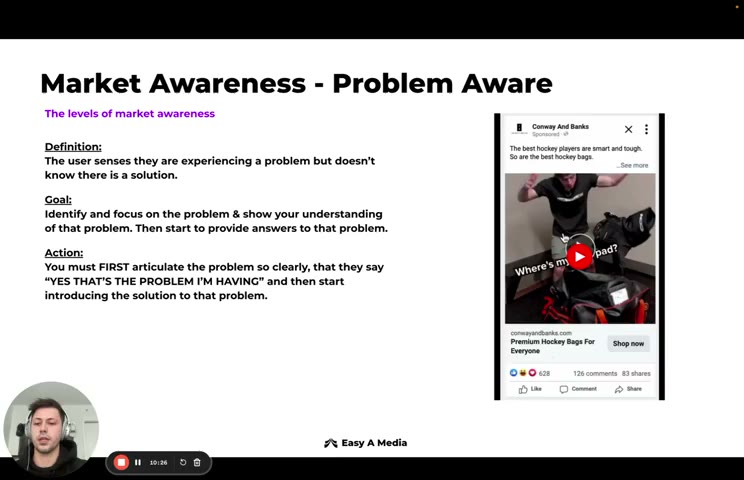 Market Awareness - Problem Aware
The levels of market awareness
Definition:
The user senses they are experiencing a problem but doesn't
know there is a solution.
Goal:
Identify and focus on the problem & show your understanding
of that problem. Then start to provide answers to that problem.
Action:
You must FIRST articulate the problem so clearly, that they say
“YES THAT'S THE PROBLEM I'M HAVING” and then start
introducing the solution to that problem.
Conway And Banks
Sponsored
The best hockey players are smart and tough.
So are the best hockey bags.
...See more
Where's my pad?
conwayandbanks.com
Premium Hockey Bags For
Everyone
Shop now
628
126 comments 83 shares
Like Comment Share
10:26
Easy A Media